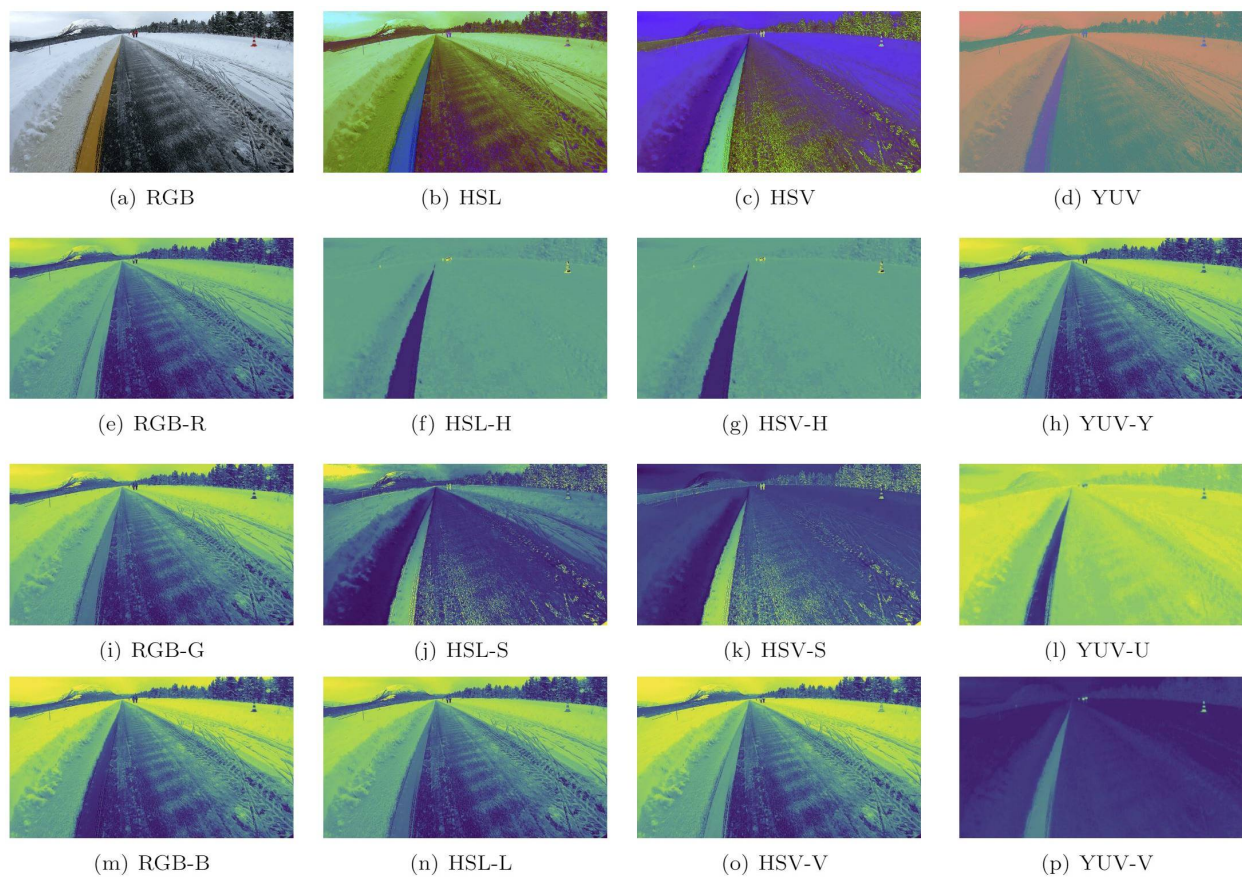 (a) RGB
(b) HSL
(c) HSV
(d) YUV
(e) RGB-R
(f) HSL-H
(g) HSV-H
(h) YUV-Y
(i) RGB-G
(j) HSL-S
(k) HSV-S
(l) YUV-U
(m) RGB-B
(n) HSL-L
(o) HSV-V
(p) YUV-V